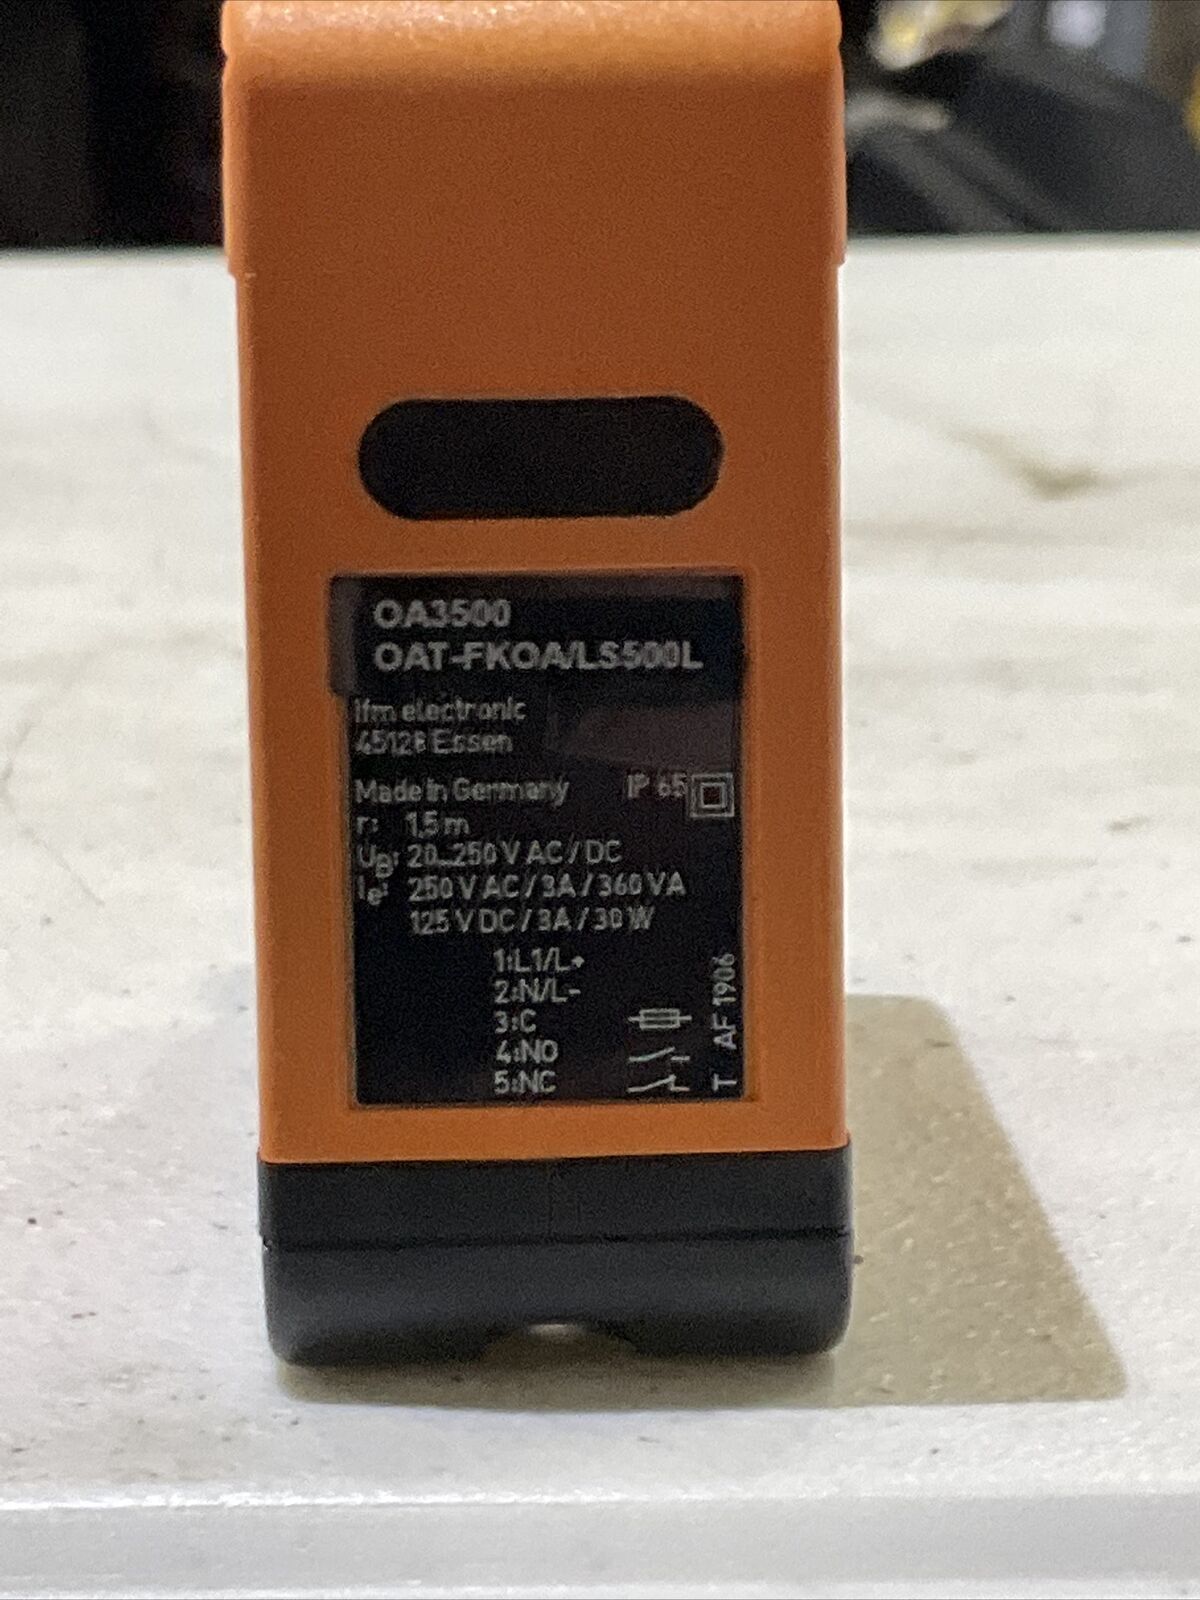 OA3500
OAT-FKOA/LS500L
ifm electronic
45128 Essen
Made in Germany IP 65
r: 1,5 m
UB: 20...250 V AC / DC
Ie: 250 V AC / 3A / 360 VA
125 V DC / 3A / 30 W
1:L1/L+
2:N/L-
3:C
4:NO
5:NC
T AF1906